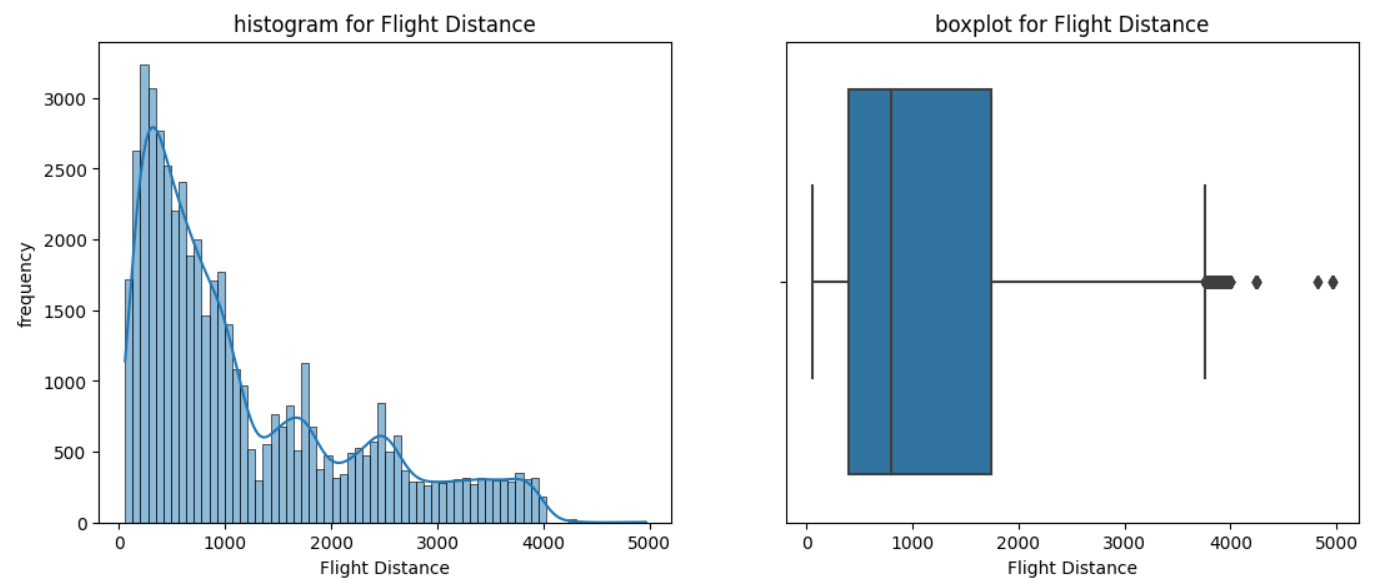 histogram for Flight Distance
3000
2500
2000
1500
1000
500
0
frequency
0 1000 2000 3000 4000 5000
Flight Distance
boxplot for Flight Distance
0 1000 2000 3000 4000 5000
Flight Distance